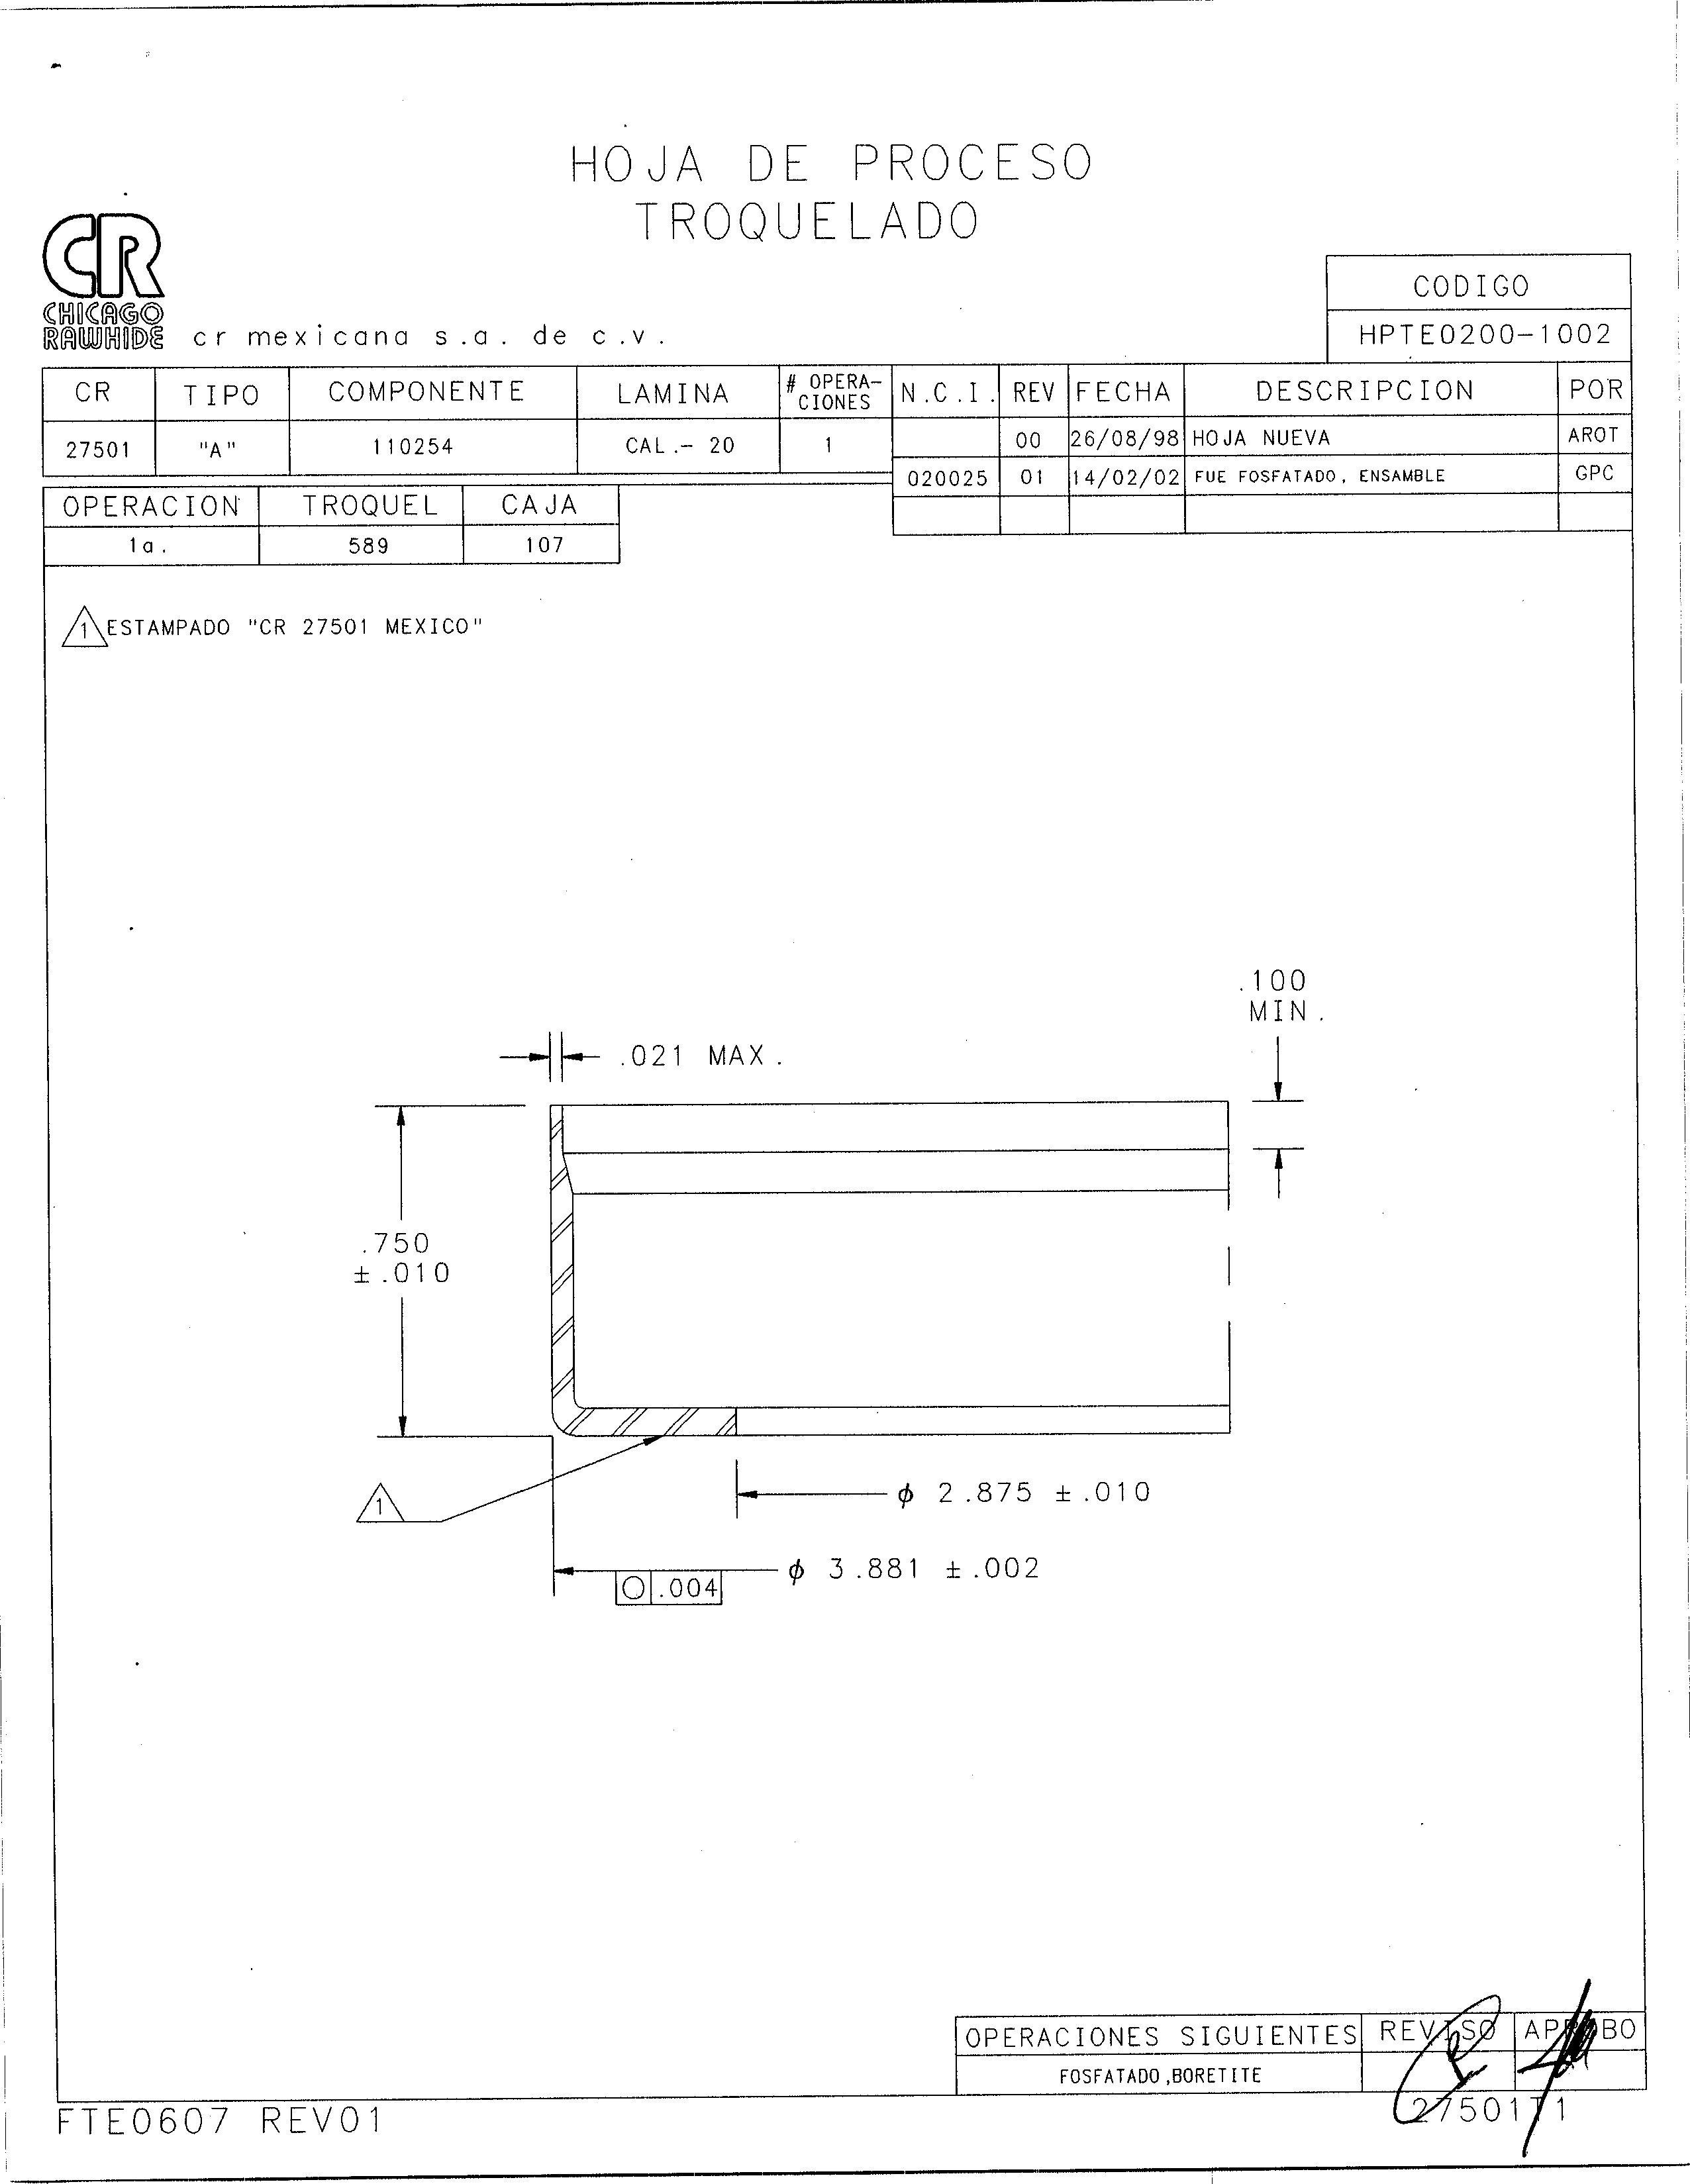 HOJA DE PROCESO
TROQUELADO
CR
CHICAGO
RAWHIDE
cr mexicana s.a. de c.v.
CODIGO
HPTE0200-1002
CR TIPO COMPONENTE LAMINA # OPERA-CIONES N.C.I. REV FECHA DESCRIPCION POR
27501 "A" 110254 CAL.- 20 1 00 26/08/98 HOJA NUEVA AROT
020025 01 14/02/02 FUE FOSFATADO, ENSAMBLE GPC
OPERACION TROQUEL CAJA
1a. 589 107
1 ESTAMPADO "CR 27501 MEXICO"
.100
MIN.
.021 MAX.
.750
±.010
1
ϕ 2.875 ±.010
ϕ 3.881 ±.002
○ .004
OPERACIONES SIGUIENTES REVISO APROBO
FOSFATADO,BORETITE
27501T1
FTE0607 REV01